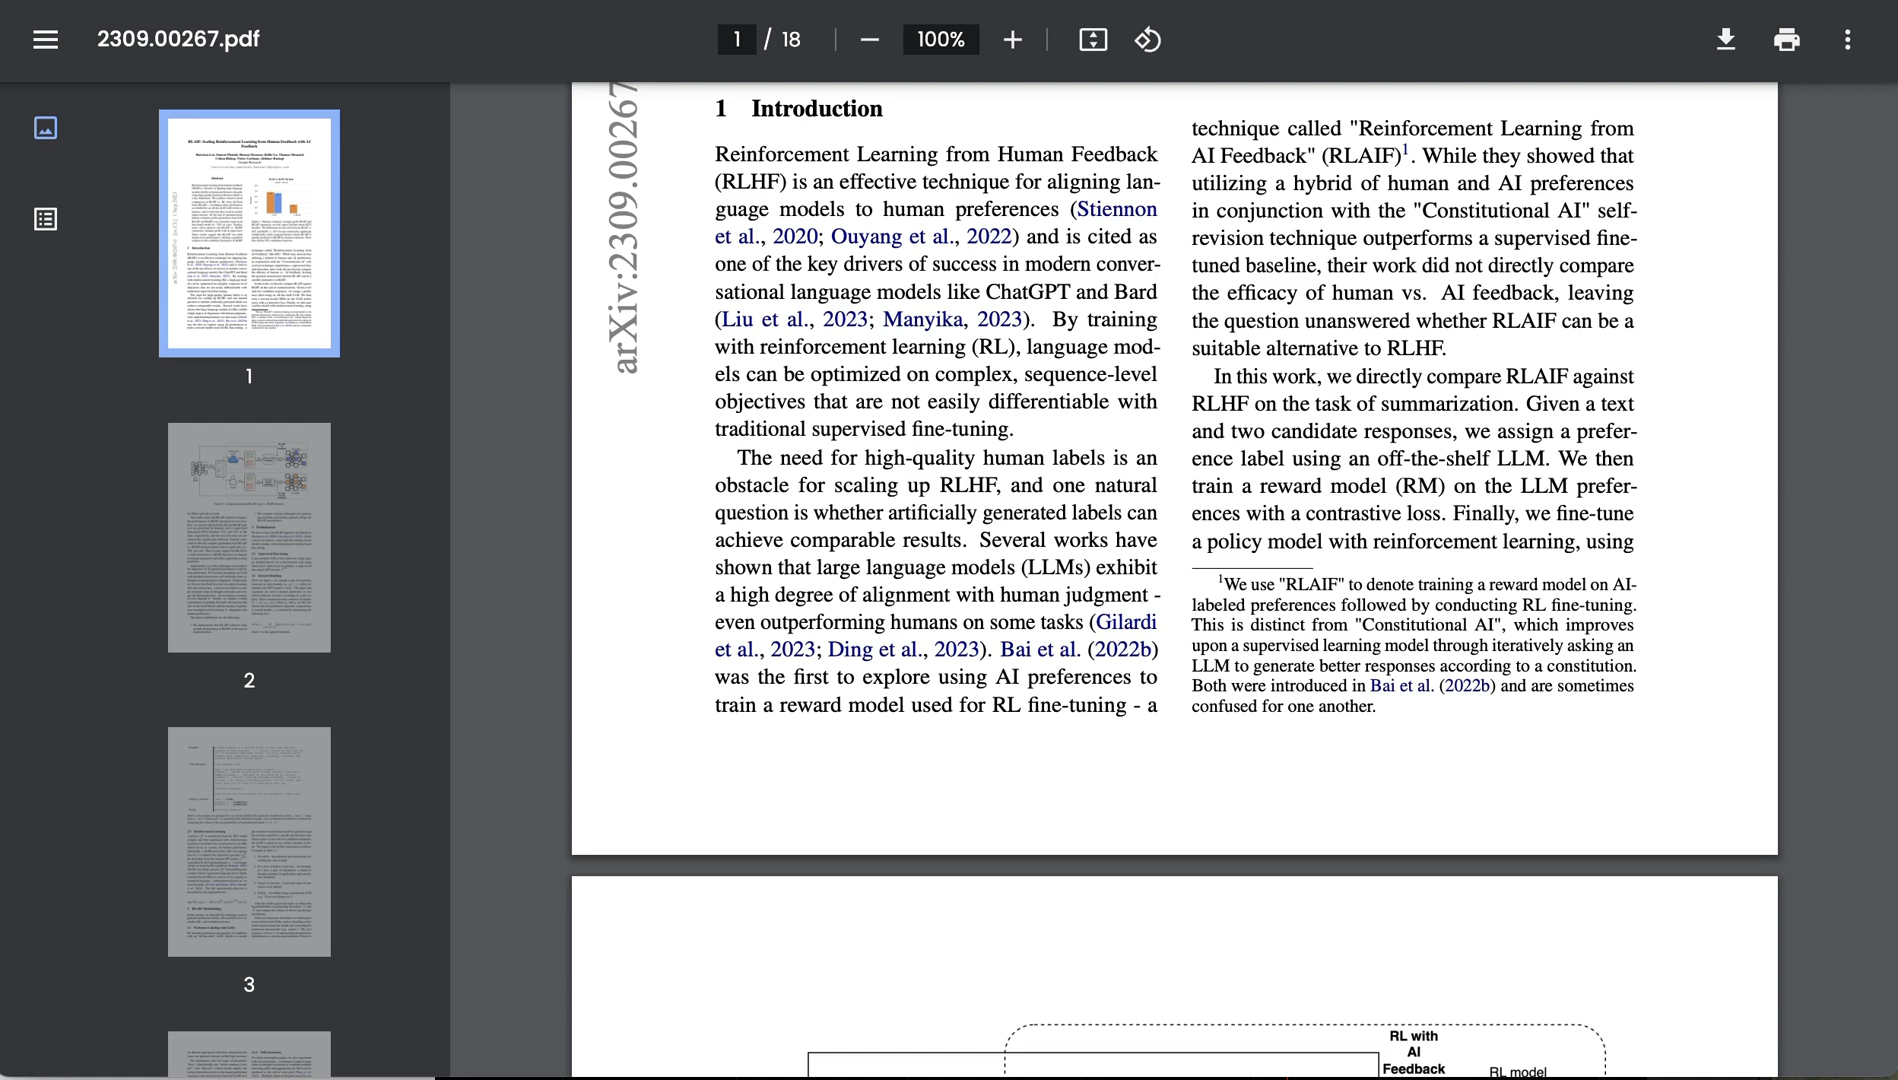 2309.00267.pdf
1 / 18
100%
1
2
3
arXiv:2309.00267
1 Introduction
Reinforcement Learning from Human Feedback
(RLHF) is an effective technique for aligning lan-
guage models to human preferences (Stiennon
et al., 2020; Ouyang et al., 2022) and is cited as
one of the key drivers of success in modern conver-
sational language models like ChatGPT and Bard
(Liu et al., 2023; Manyika, 2023). By training
with reinforcement learning (RL), language mod-
els can be optimized on complex, sequence-level
objectives that are not easily differentiable with
traditional supervised fine-tuning.
The need for high-quality human labels is an
obstacle for scaling up RLHF, and one natural
question is whether artificially generated labels can
achieve comparable results. Several works have
shown that large language models (LLMs) exhibit
a high degree of alignment with human judgment -
even outperforming humans on some tasks (Gilardi
et al., 2023; Ding et al., 2023). Bai et al. (2022b)
was the first to explore using AI preferences to
train a reward model used for RL fine-tuning - a
technique called "Reinforcement Learning from
AI Feedback" (RLAIF)1. While they showed that
utilizing a hybrid of human and AI preferences
in conjunction with the "Constitutional AI" self-
revision technique outperforms a supervised fine-
tuned baseline, their work did not directly compare
the efficacy of human vs. AI feedback, leaving
the question unanswered whether RLAIF can be a
suitable alternative to RLHF.
In this work, we directly compare RLAIF against
RLHF on the task of summarization. Given a text
and two candidate responses, we assign a prefer-
ence label using an off-the-shelf LLM. We then
train a reward model (RM) on the LLM prefer-
ences with a contrastive loss. Finally, we fine-tune
a policy model with reinforcement learning, using
1We use "RLAIF" to denote training a reward model on AI-
labeled preferences followed by conducting RL fine-tuning.
This is distinct from "Constitutional AI", which improves
upon a supervised learning model through iteratively asking an
LLM to generate better responses according to a constitution.
Both were introduced in Bai et al. (2022b) and are sometimes
confused for one another.
RL with
AI
Feedback
RL model